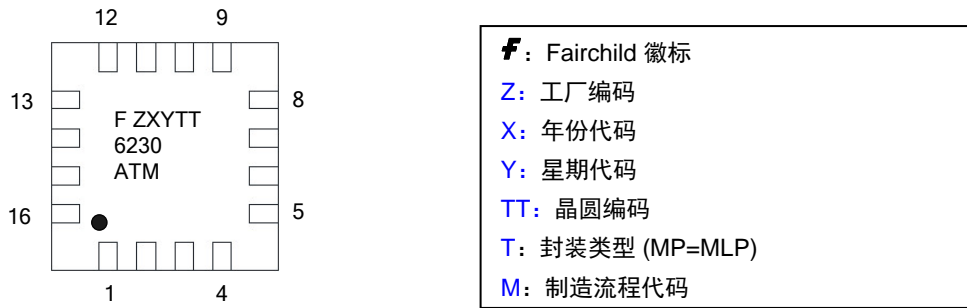 12 9
13 8
F ZXYTT
6230
ATM
16 5
1 4
F：Fairchild 徽标
Z：工厂编码
X：年份代码
Y：星期代码
TT：晶圆编码
T：封装类型 (MP=MLP)
M：制造流程代码